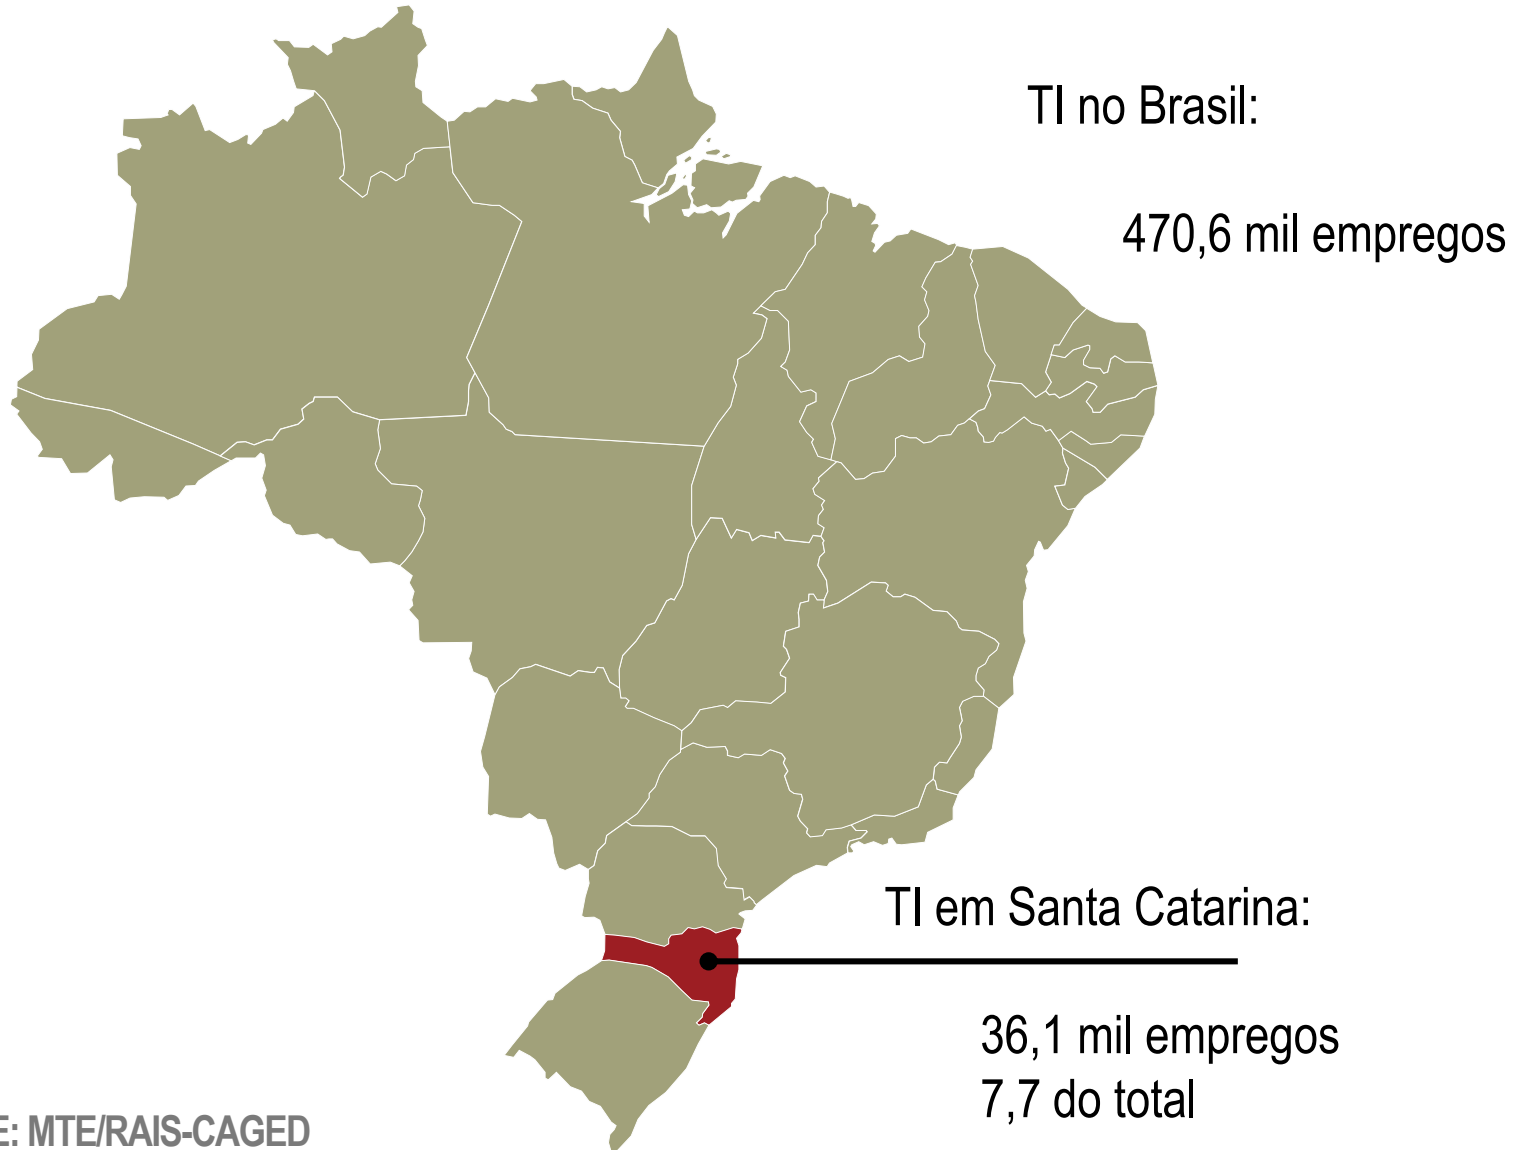 TI no Brasil:
470,6 mil empregos
TI em Santa Catarina:
36,1 mil empregos
7,7 do total
E: MTE/RAIS-CAGED